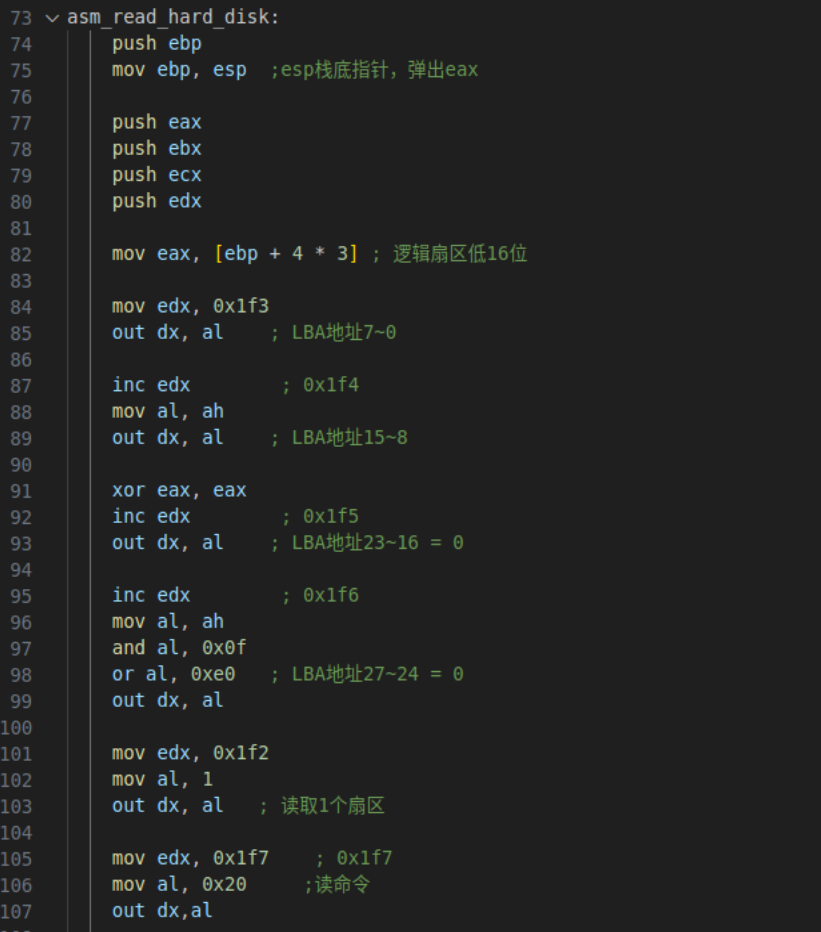 73 asm_read_hard_disk:
74 push ebp
75 mov ebp, esp ;esp栈底指针，弹出eax
76
77 push eax
78 push ebx
79 push ecx
80 push edx
81
82 mov eax, [ebp + 4 * 3] ; 逻辑扇区低16位
83
84 mov edx, 0x1f3
85 out dx, al ; LBA地址7~0
86
87 inc edx ; 0x1f4
88 mov al, ah
89 out dx, al ; LBA地址15~8
90
91 xor eax, eax
92 inc edx ; 0x1f5
93 out dx, al ; LBA地址23~16 = 0
94
95 inc edx ; 0x1f6
96 mov al, ah
97 and al, 0x0f
98 or al, 0xe0 ; LBA地址27~24 = 0
99 out dx, al
100
101 mov edx, 0x1f2
102 mov al, 1
103 out dx, al ; 读取1个扇区
104
105 mov edx, 0x1f7 ; 0x1f7
106 mov al, 0x20 ;读命令
107 out dx,al